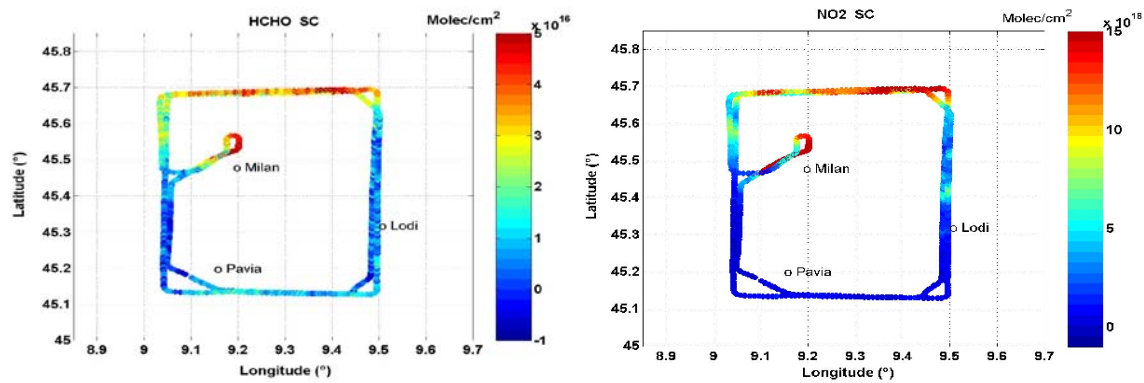 HCHO SC
Molec/cm²
x 10¹⁶
45.8
45.7
45.6
45.5
45.4
45.3
45.2
45.1
45
Latitude (°)
Milan
Lodi
Pavia
8.9 9 9.1 9.2 9.3 9.4 9.5 9.6 9.7
Longitude (°)
5
4
3
2
1
0
-1
NO2 SC
Molec/cm²
x 10
45.8
45.7
45.6
45.5
45.4
45.3
45.2
45.1
45
Latitude (°)
Milan
Lodi
Pavia
8.9 9 9.1 9.2 9.3 9.4 9.5 9.6 9.7
Longitude (°)
15
10
5
0